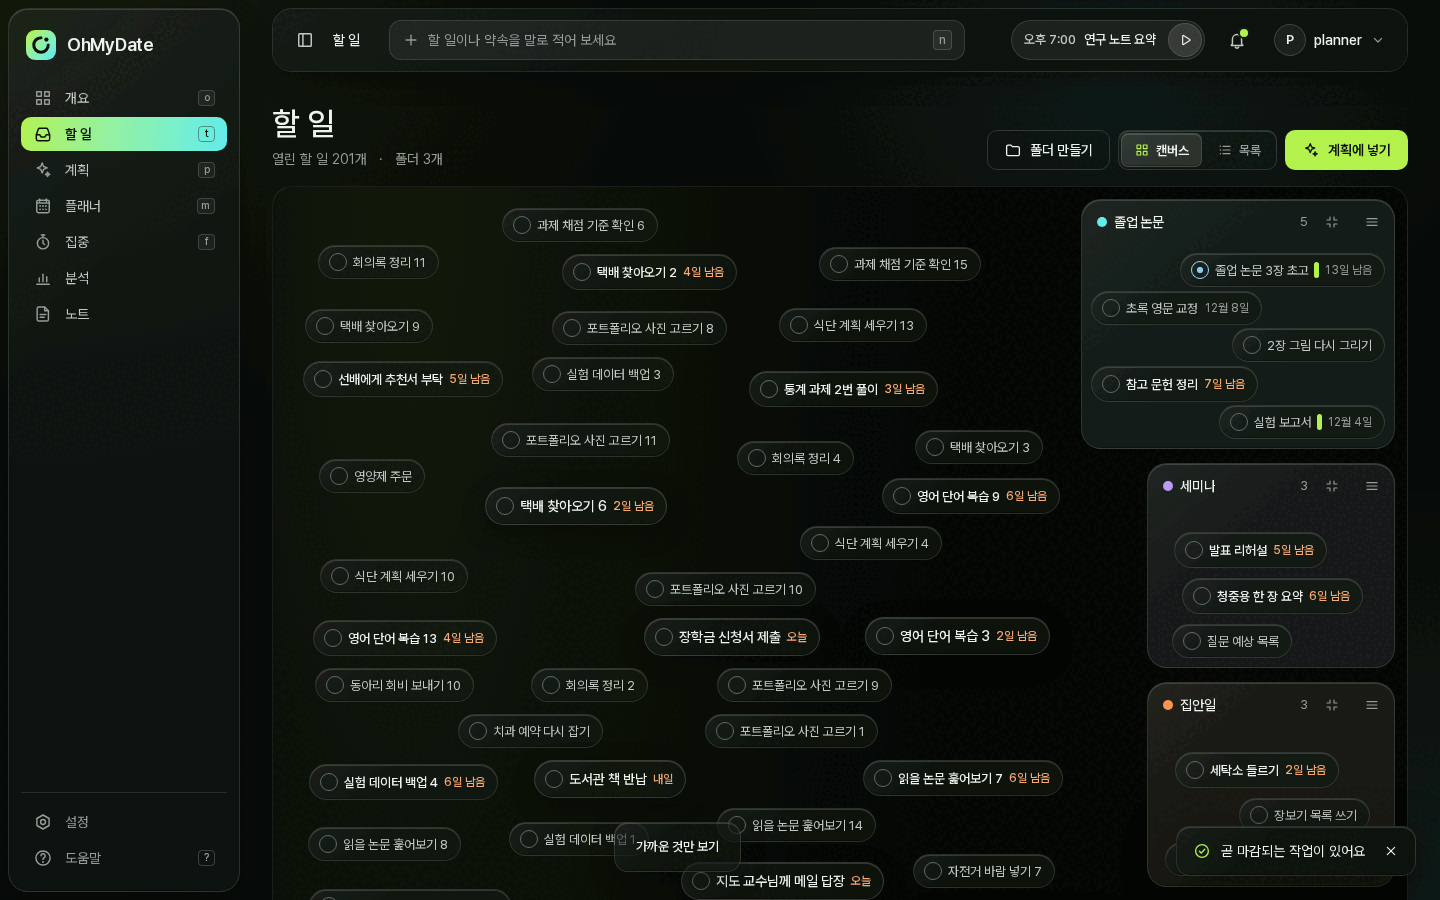 OhMyDate
개요 o
할 일 t
계획 p
플래너 m
집중 f
분석
노트
설정
도움말 ?
할 일
할 일이나 약속을 말로 적어 보세요 n
오후 7:00 연구 노트 요약
P planner
할 일
열린 할 일 201개 · 폴더 3개
폴더 만들기
캔버스
목록
계획에 넣기
과제 채점 기준 확인 6
회의록 정리 11
택배 찾아오기 2 4일 남음
과제 채점 기준 확인 15
택배 찾아오기 9
포트폴리오 사진 고르기 8
식단 계획 세우기 13
선배에게 추천서 부탁 5일 남음
실험 데이터 백업 3
통계 과제 2번 풀이 3일 남음
포트폴리오 사진 고르기 11
회의록 정리 4
택배 찾아오기 3
영양제 주문
택배 찾아오기 6 2일 남음
영어 단어 복습 9 6일 남음
식단 계획 세우기 4
식단 계획 세우기 10
포트폴리오 사진 고르기 10
영어 단어 복습 13 4일 남음
장학금 신청서 제출 오늘
영어 단어 복습 3 2일 남음
동아리 회비 보내기 10
회의록 정리 2
포트폴리오 사진 고르기 9
치과 예약 다시 잡기
포트폴리오 사진 고르기 1
실험 데이터 백업 4 6일 남음
도서관 책 반납 내일
읽을 논문 훑어보기 7 6일 남음
읽을 논문 훑어보기 8
실험 데이터 백업 1
읽을 논문 훑어보기 14
가까운 것만 보기
지도 교수님께 메일 답장 오늘
자전거 바람 넣기 7
졸업 논문 5
졸업 논문 3장 초고 13일 남음
초록 영문 교정 12월 8일
2장 그림 다시 그리기
참고 문헌 정리 7일 남음
실험 보고서 12월 4일
세미나 3
발표 리허설 5일 남음
청중용 한 장 요약 6일 남음
질문 예상 목록
집안일 3
세탁소 들르기 2일 남음
장보기 목록 쓰기
곧 마감되는 작업이 있어요